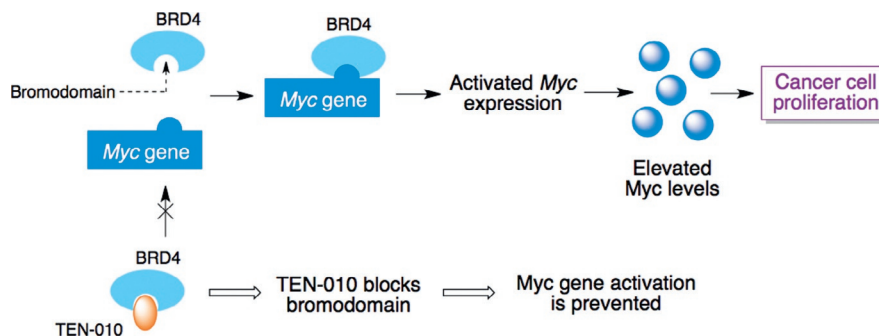 BRD4
Bromodomain
Myc gene
BRD4
Myc gene
Activated Myc
expression
Elevated
Myc levels
Cancer cell
proliferation
BRD4
TEN-010
TEN-010 blocks
bromodomain
Myc gene activation
is prevented